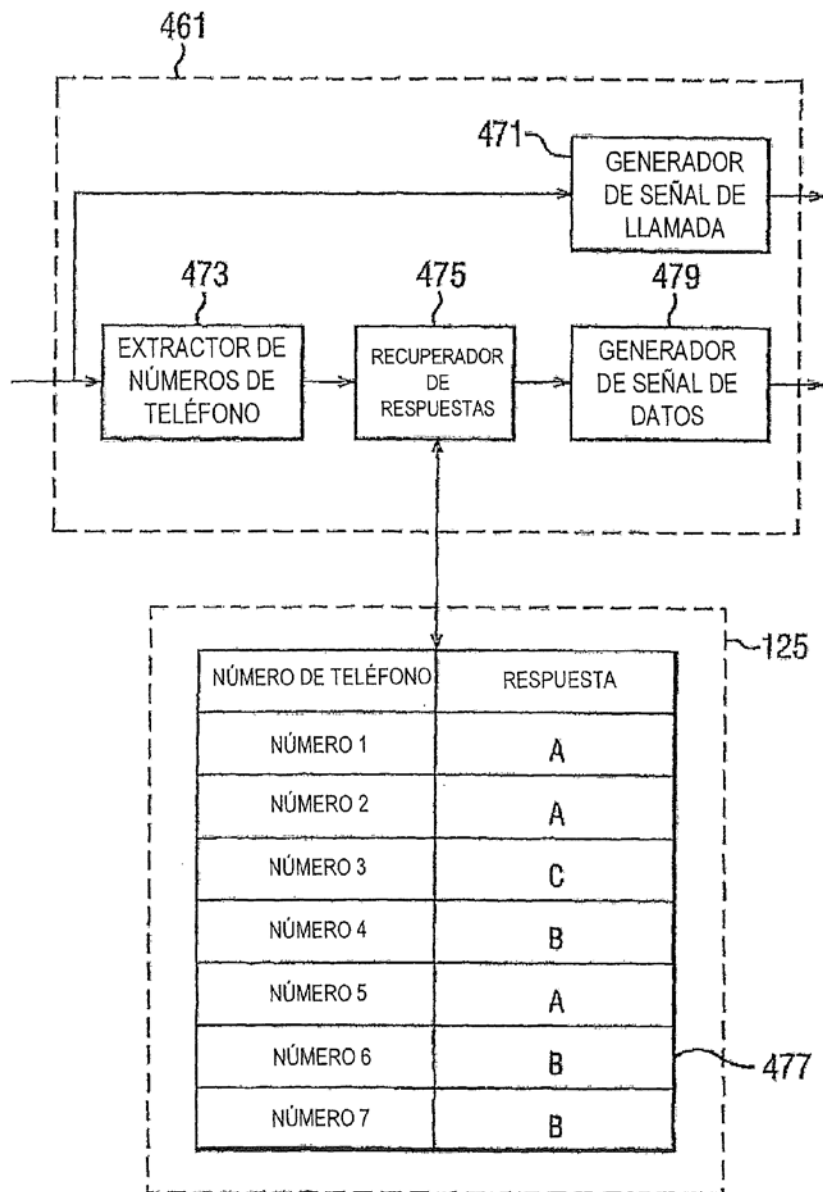 461
471
GENERADOR
DE SEÑAL DE
LLAMADA
473
475
479
EXTRACTOR DE
NÚMEROS DE
TELÉFONO
RECUPERADOR
DE
RESPUESTAS
GENERADOR
DE SEÑAL DE
DATOS
125
NÚMERO DE TELÉFONO RESPUESTA
NÚMERO 1 A
NÚMERO 2 A
NÚMERO 3 C
NÚMERO 4 B
NÚMERO 5 A
NÚMERO 6 B
477
NÚMERO 7 B